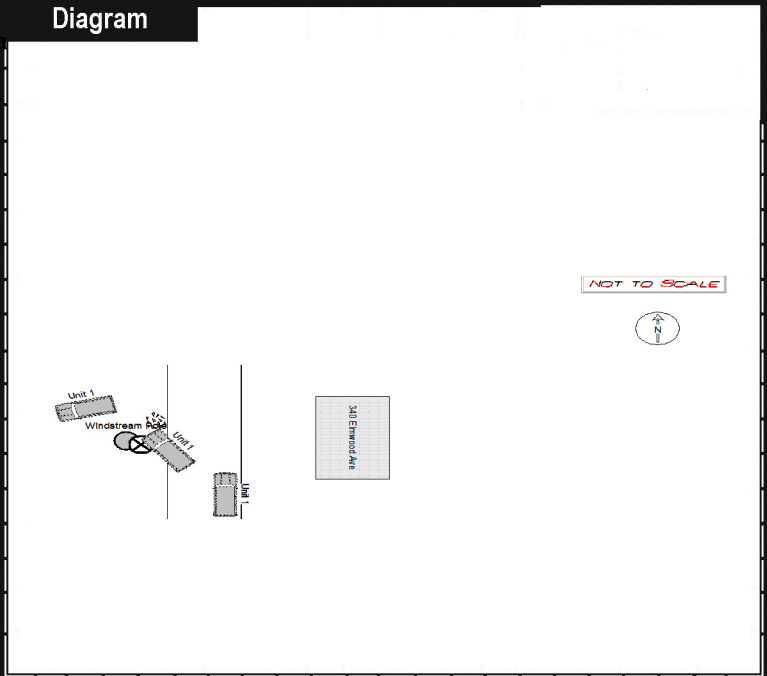 Diagram
NOT TO SCALE
N
Unit 1
Windstream Pole
Unit 1
340 Elmwood Ave
Unit 1